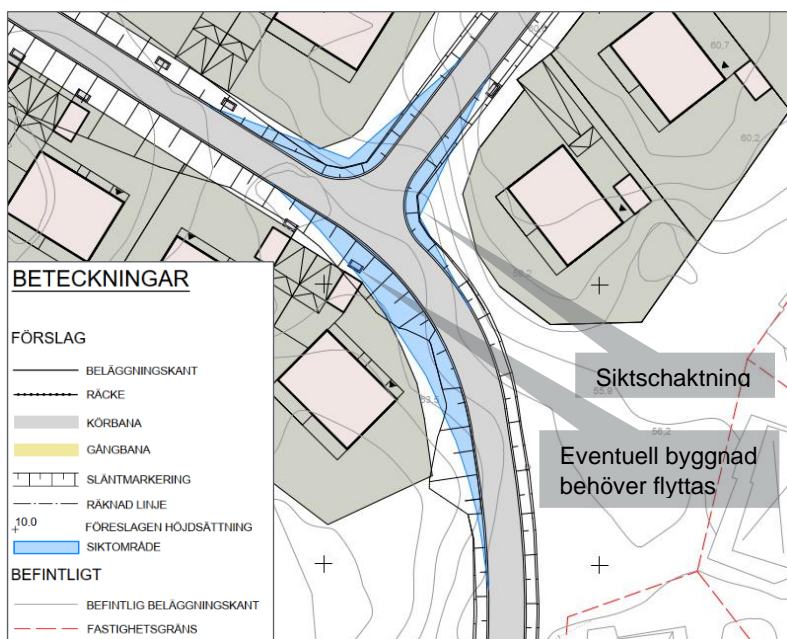 60,7
60,2
BETECKNINGAR
FÖRSLAG
BELÄGGNINGSKANT
RÄCKE
KÖRBANA
GÅNGBANA
SLÄNTMARKERING
RÄKNAD LINJE
10.0 FÖRESLAGEN HÖJDSÄTTNING
SIKTOMRÅDE
BEFINTLIGT
BEFINTLIG BELÄGGNINGSKANT
FASTIGHETSGRÄNS
Siktschaktning
Eventuell byggnad
behöver flyttas